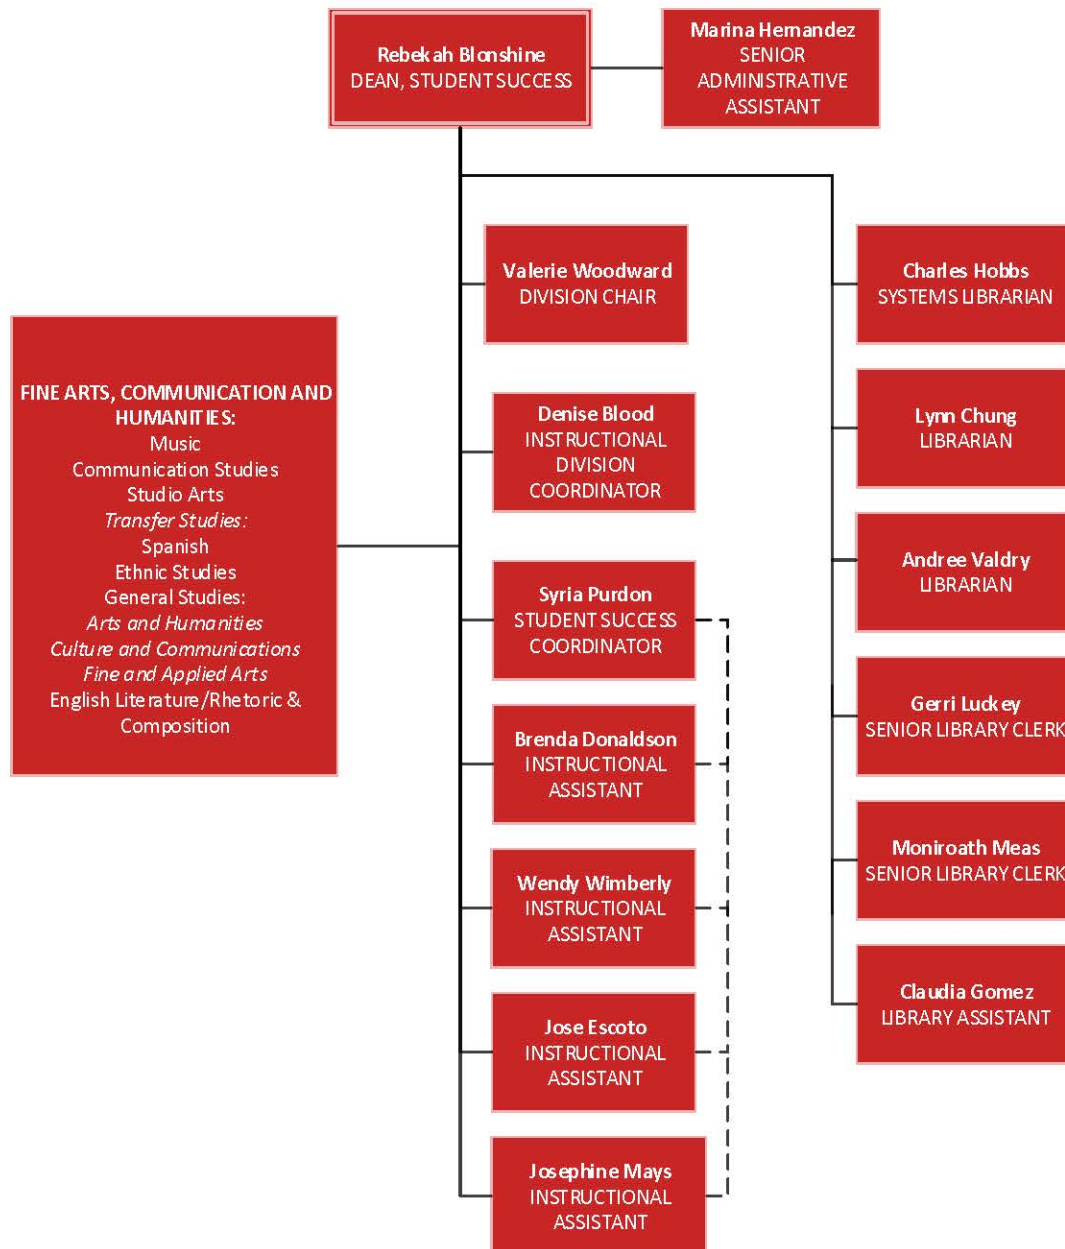 Rebekah Blonshine
DEAN, STUDENT SUCCESS
Marina Hernandez
SENIOR
ADMINISTRATIVE
ASSISTANT
FINE ARTS, COMMUNICATION AND
HUMANITIES:
Music
Communication Studies
Studio Arts
Transfer Studies:
Spanish
Ethnic Studies
General Studies:
Arts and Humanities
Culture and Communications
Fine and Applied Arts
English Literature/Rhetoric &
Composition
Valerie Woodward
DIVISION CHAIR
Denise Blood
INSTRUCTIONAL
DIVISION
COORDINATOR
Syria Purdon
STUDENT SUCCESS
COORDINATOR
Brenda Donaldson
INSTRUCTIONAL
ASSISTANT
Wendy Wimberly
INSTRUCTIONAL
ASSISTANT
Jose Escoto
INSTRUCTIONAL
ASSISTANT
Josephine Mays
INSTRUCTIONAL
ASSISTANT
Charles Hobbs
SYSTEMS LIBRARIAN
Lynn Chung
LIBRARIAN
Andree Valdry
LIBRARIAN
Gerri Luckey
SENIOR LIBRARY CLERK
Moniroath Meas
SENIOR LIBRARY CLERK
Claudia Gomez
LIBRARY ASSISTANT